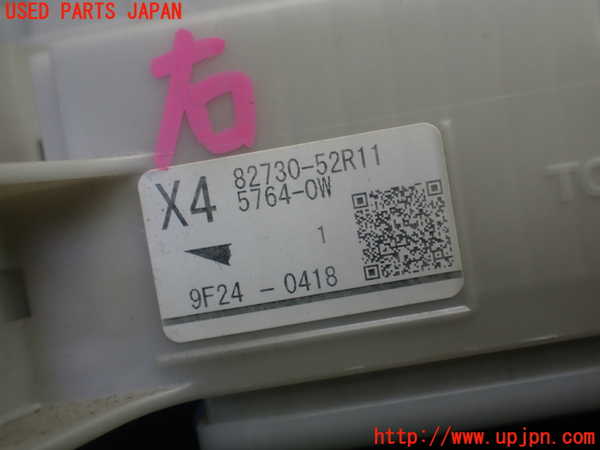 USED PARTS JAPAN
右
X4
82730-52R11
5764-0W
1
9F24 - 0418
http://www.upjpn.com